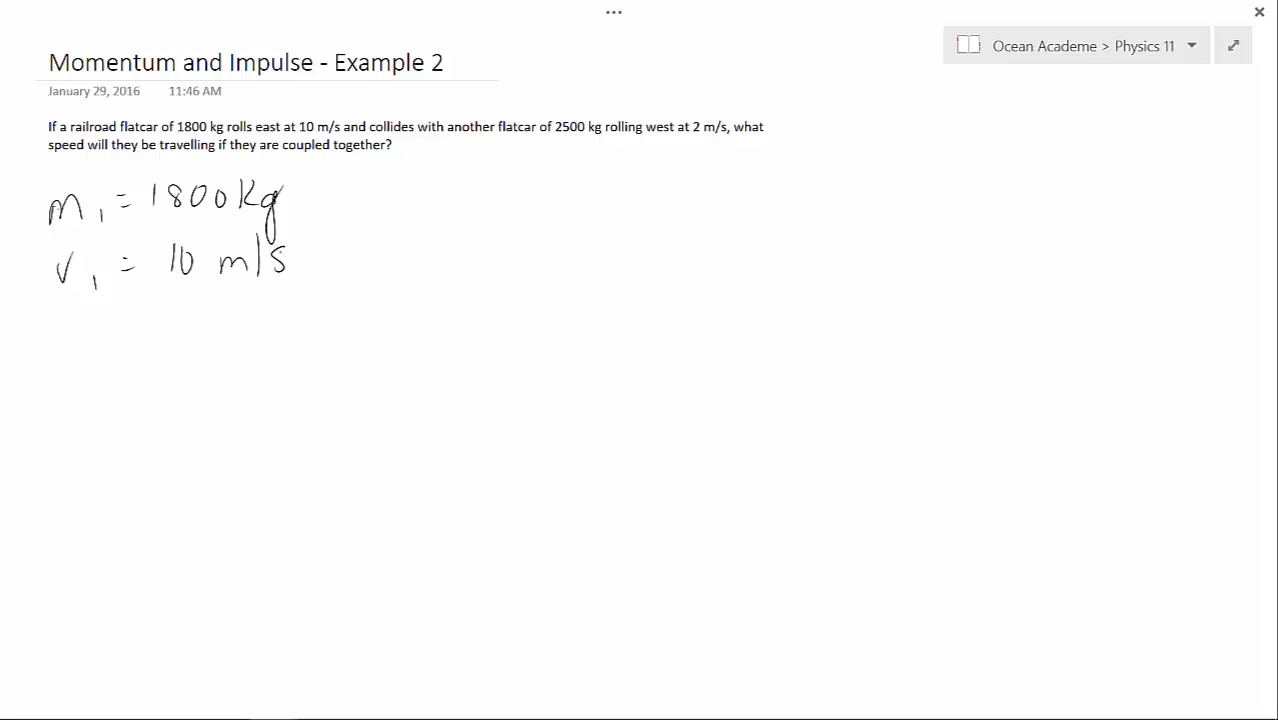 ...
Ocean Academe > Physics 11
Momentum and Impulse - Example 2
January 29, 2016 11:46 AM
If a railroad flatcar of 1800 kg rolls east at 10 m/s and collides with another flatcar of 2500 kg rolling west at 2 m/s, what
speed will they be travelling if they are coupled together?
m₁ = 1800 kg
v₁ = 10 m/s